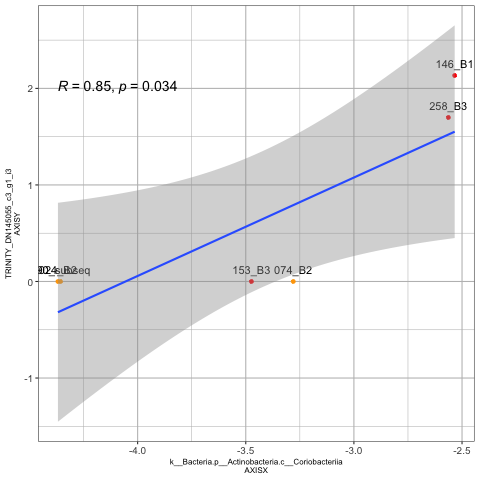 146_B1
R = 0.85, p = 0.034
258_B3
153_B3 074_B2
2
1
0
-1
-4.0 -3.5 -3.0 -2.5
TRINITY_DN145055_c3_g1_i3
AXISY
k__Bacteria.p__Actinobacteria.c__Coriobacteriia
AXISX